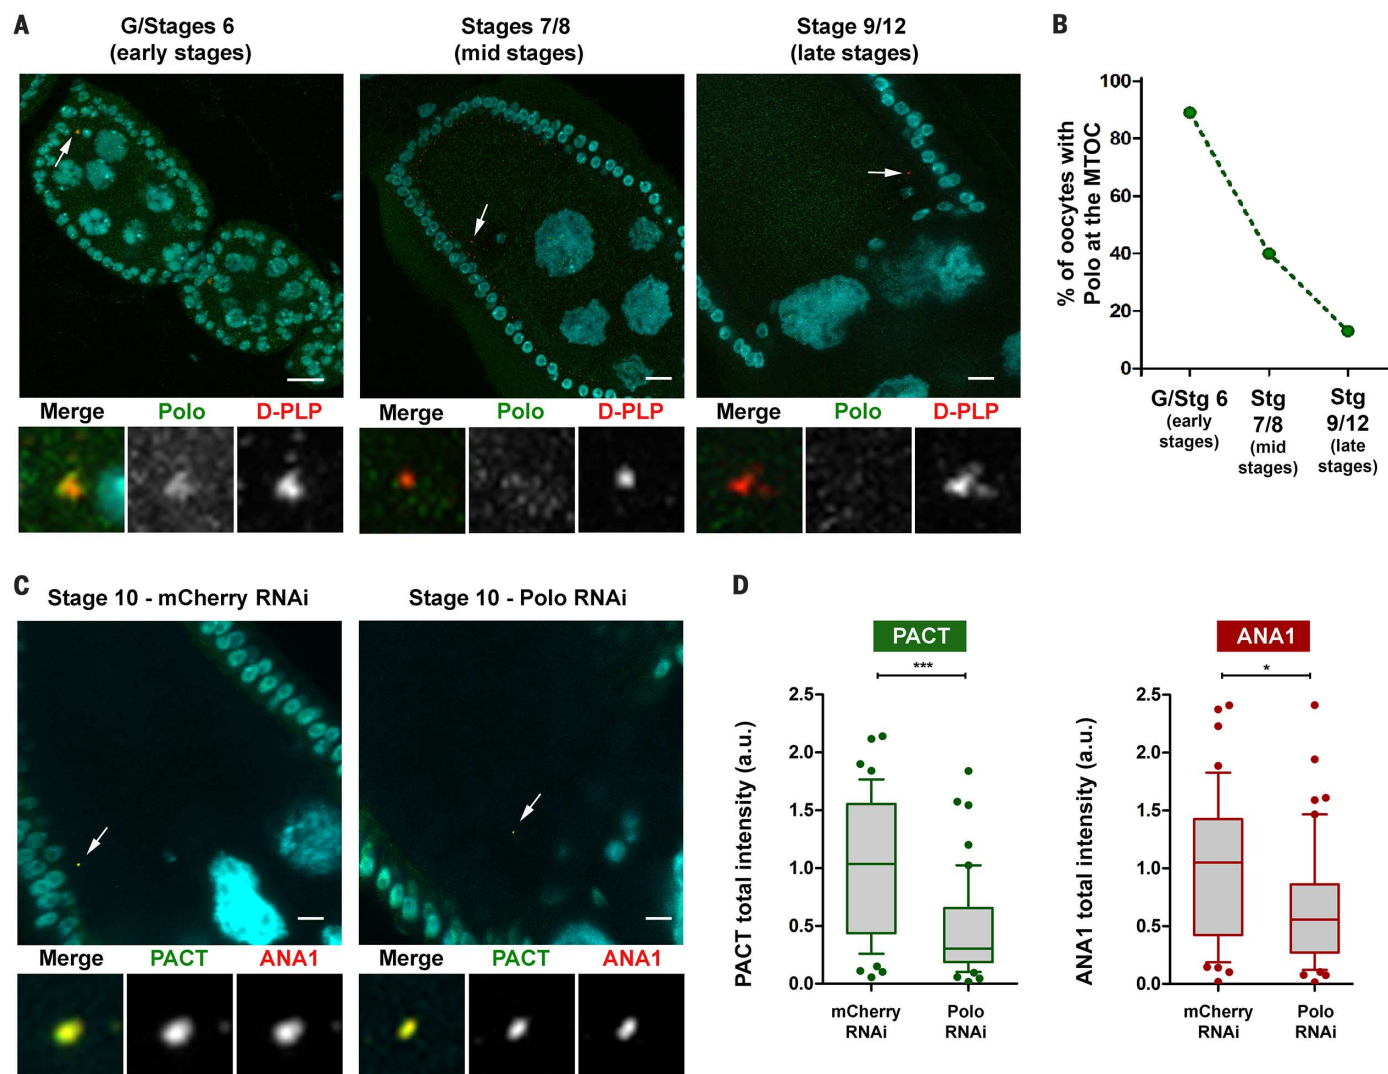 A
G/Stages 6
(early stages)
Stages 7/8
(mid stages)
Stage 9/12
(late stages)
Merge Polo D-PLP
Merge Polo D-PLP
Merge Polo D-PLP
B
% of oocytes with
Polo at the MTOC
100
80
60
40
20
0
G/Stg 6
(early
stages)
Stg
7/8
(mid
stages)
Stg
9/12
(late
stages)
C
Stage 10 - mCherry RNAi
Stage 10 - Polo RNAi
Merge PACT ANA1
Merge PACT ANA1
D
PACT
***
PACT total intensity (a.u.)
2.5
2.0
1.5
1.0
0.5
0.0
mCherry
RNAi
Polo
RNAi
ANA1
*
ANA1 total intensity (a.u.)
2.5
2.0
1.5
1.0
0.5
0.0
mCherry
RNAi
Polo
RNAi